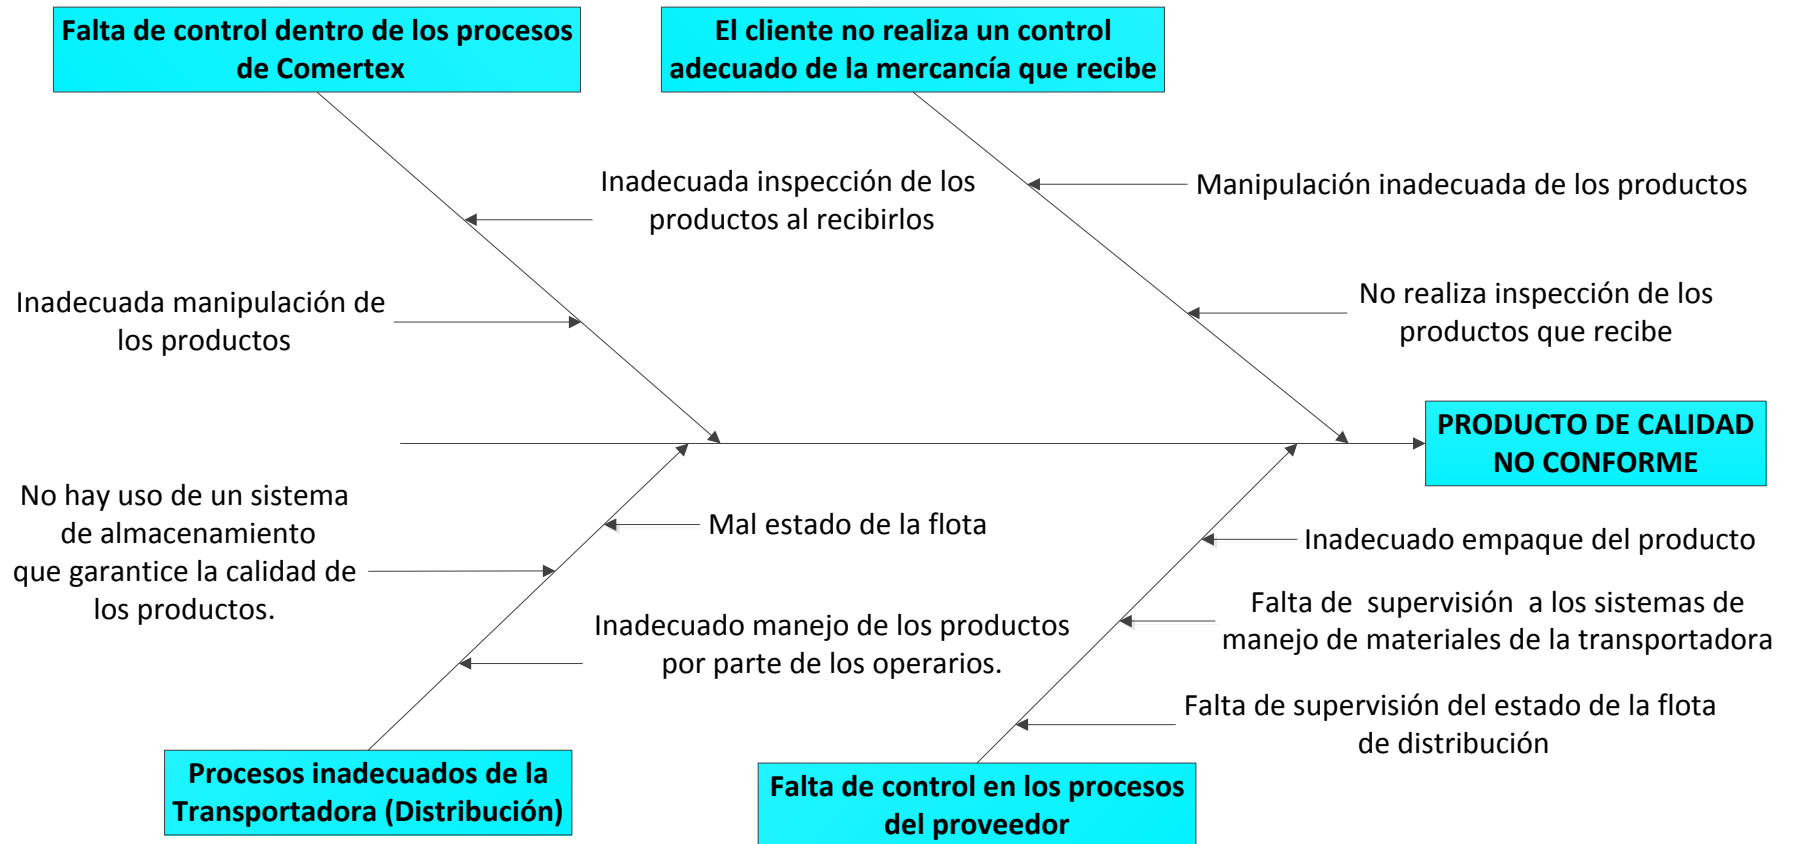 Falta de control dentro de los procesos
de Comertex
El cliente no realiza un control
adecuado de la mercancía que recibe
Inadecuada inspección de los
productos al recibirlos
Manipulación inadecuada de los productos
Inadecuada manipulación de
los productos
No realiza inspección de los
productos que recibe
PRODUCTO DE CALIDAD
NO CONFORME
No hay uso de un sistema
de almacenamiento
que garantice la calidad de
los productos.
Mal estado de la flota
Inadecuado empaque del producto
Inadecuado manejo de los productos
por parte de los operarios.
Falta de  supervisión  a los sistemas de
manejo de materiales de la transportadora
Falta de supervisión del estado de la flota
de distribución
Procesos inadecuados de la
Transportadora (Distribución)
Falta de control en los procesos
del proveedor